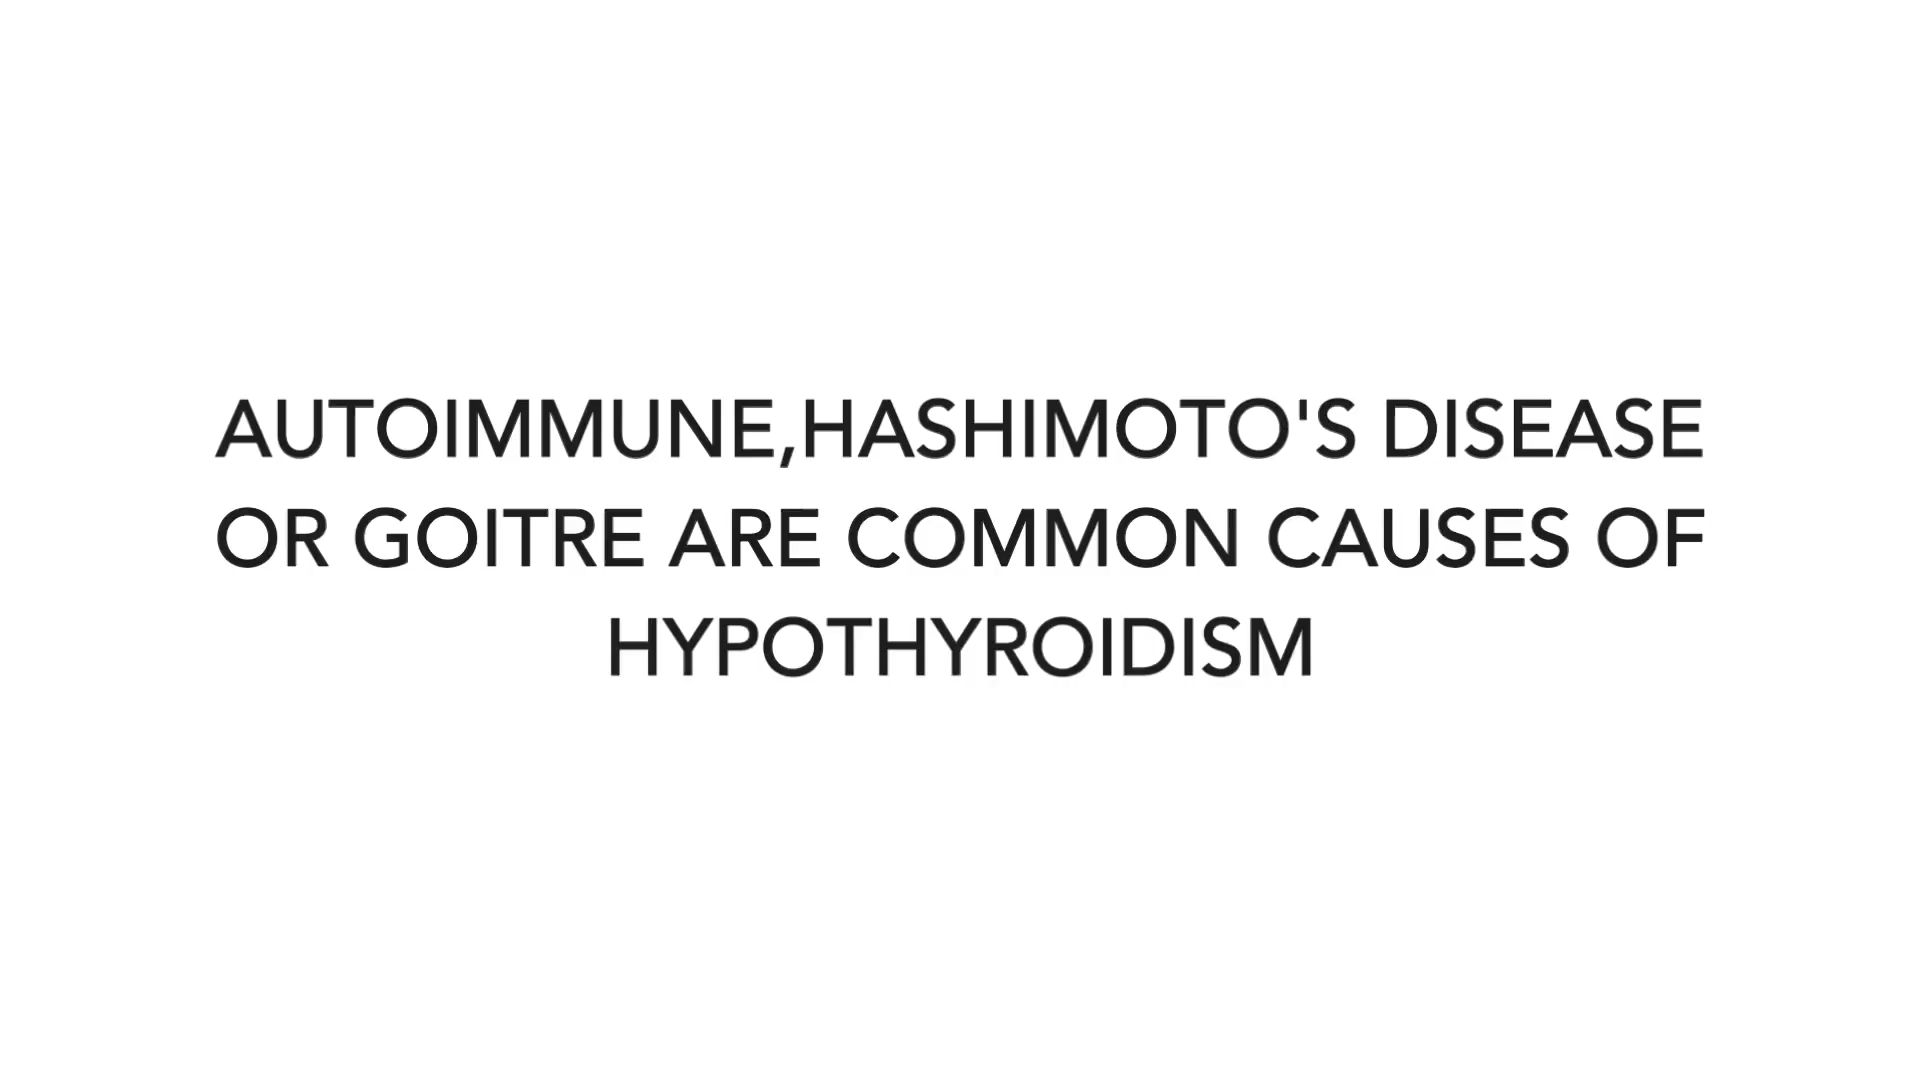 AUTOIMMUNE,HASHIMOTO'S DISEASE
OR GOITRE ARE COMMON CAUSES OF
HYPOTHYROIDISM